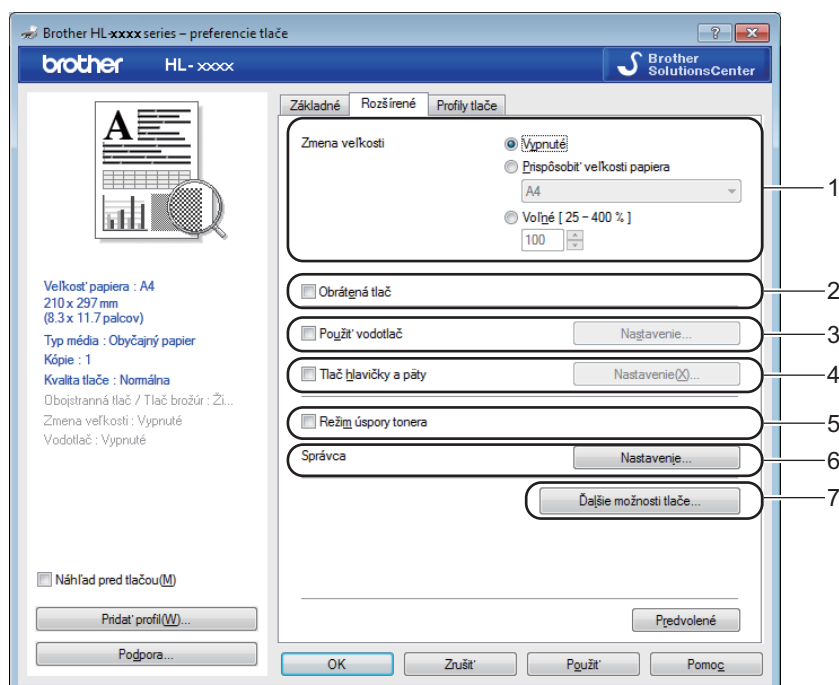 Brother HL-xxxx series – preferencie tlače
brother HL-xxxx
Brother
SolutionsCenter
A
Veľkosť papiera : A4
210 x 297 mm
(8.3 x 11.7 palcov)
Typ média : Obyčajný papier
Kópie : 1
Kvalita tlače : Normálna
Obojstranná tlač / Tlač brožúr : Ži...
Zmena veľkosti : Vypnuté
Vodotlač : Vypnuté
Náhľad pred tlačou(M)
Pridať profil(W)...
Podpora...
Základné Rozšírené Profily tlače
Zmena veľkosti
Vypnuté
Prispôsobiť veľkosti papiera
A4
Voľné [ 25 – 400 % ]
100
1
Obrátená tlač
2
Použiť vodotlač Nastavenie...
3
Tlač hlavičky a päty Nastavenie(X)...
4
Režim úspory tonera
5
Správca Nastavenie...
6
Ďalšie možnosti tlače...
7
Predvolené
OK Zrušiť Použiť Pomoc